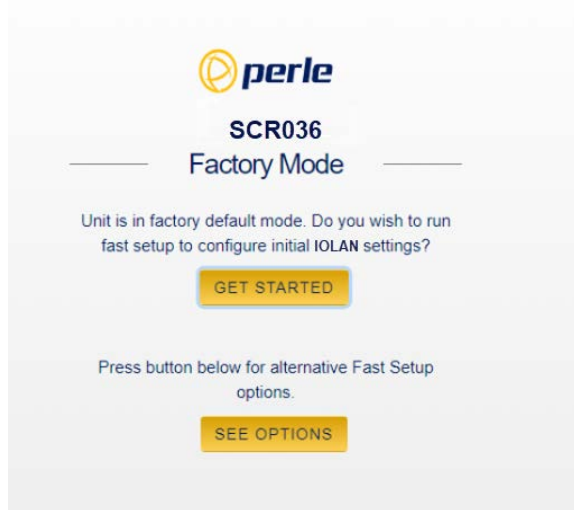 perle
SCR036
Factory Mode
Unit is in factory default mode. Do you wish to run
fast setup to configure initial IOLAN settings?
GET STARTED
Press button below for alternative Fast Setup
options.
SEE OPTIONS